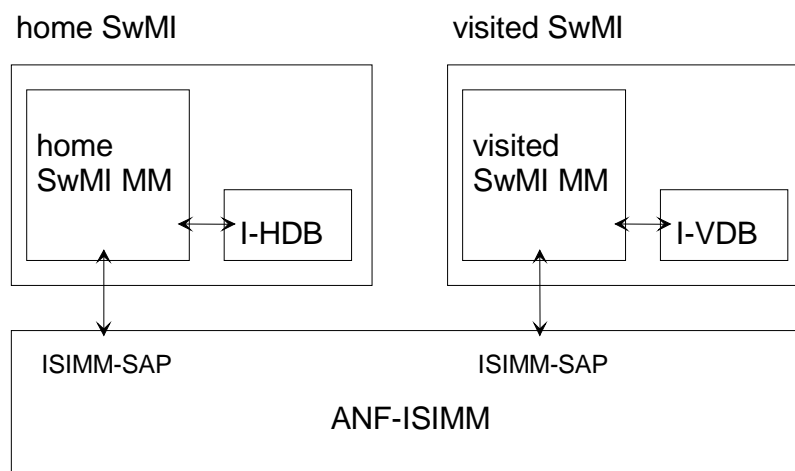 home SwMI
visited SwMI
home
SwMI MM
I-HDB
visited
SwMI MM
I-VDB
ISIMM-SAP
ISIMM-SAP
ANF-ISIMM